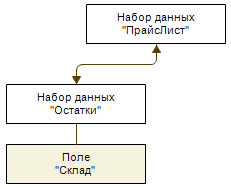 Набор данных
"ПрайсЛист"
Набор данных
"Остатки"
Поле
"Склад"